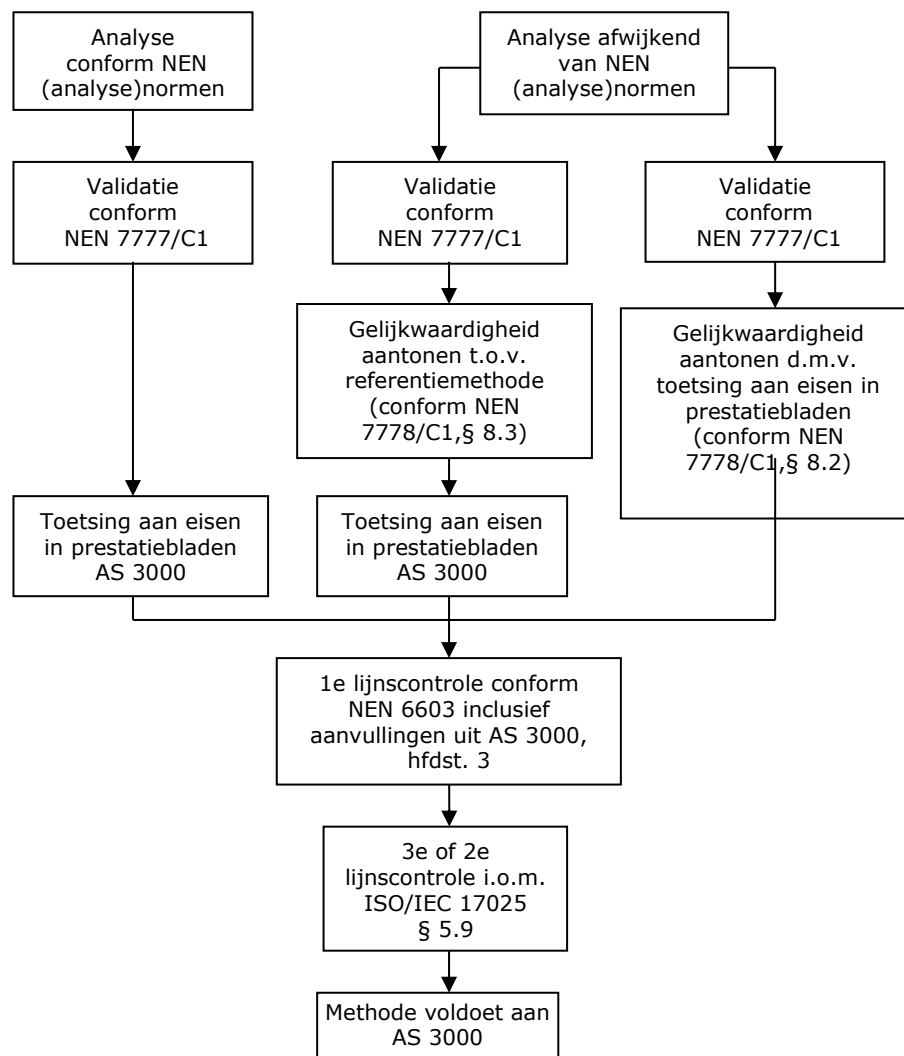 Analyse
conform NEN
(analyse)normen
Analyse afwijkend
van NEN
(analyse)normen
Validatie
conform
NEN 7777/C1
Validatie
conform
NEN 7777/C1
Validatie
conform
NEN 7777/C1
Gelijkwaardigheid
aantonen t.o.v.
referentiemethode
(conform NEN
7778/C1,§ 8.3)
Gelijkwaardigheid
aantonen d.m.v.
toetsing aan eisen in
prestatiebladen
(conform NEN
7778/C1,§ 8.2)
Toetsing aan eisen
in prestatiebladen
AS 3000
Toetsing aan eisen
in prestatiebladen
AS 3000
1e lijnscontrole conform
NEN 6603 inclusief
aanvullingen uit AS 3000,
hfdst. 3
3e of 2e
lijnscontrole i.o.m.
ISO/IEC 17025
§ 5.9
Methode voldoet aan
AS 3000